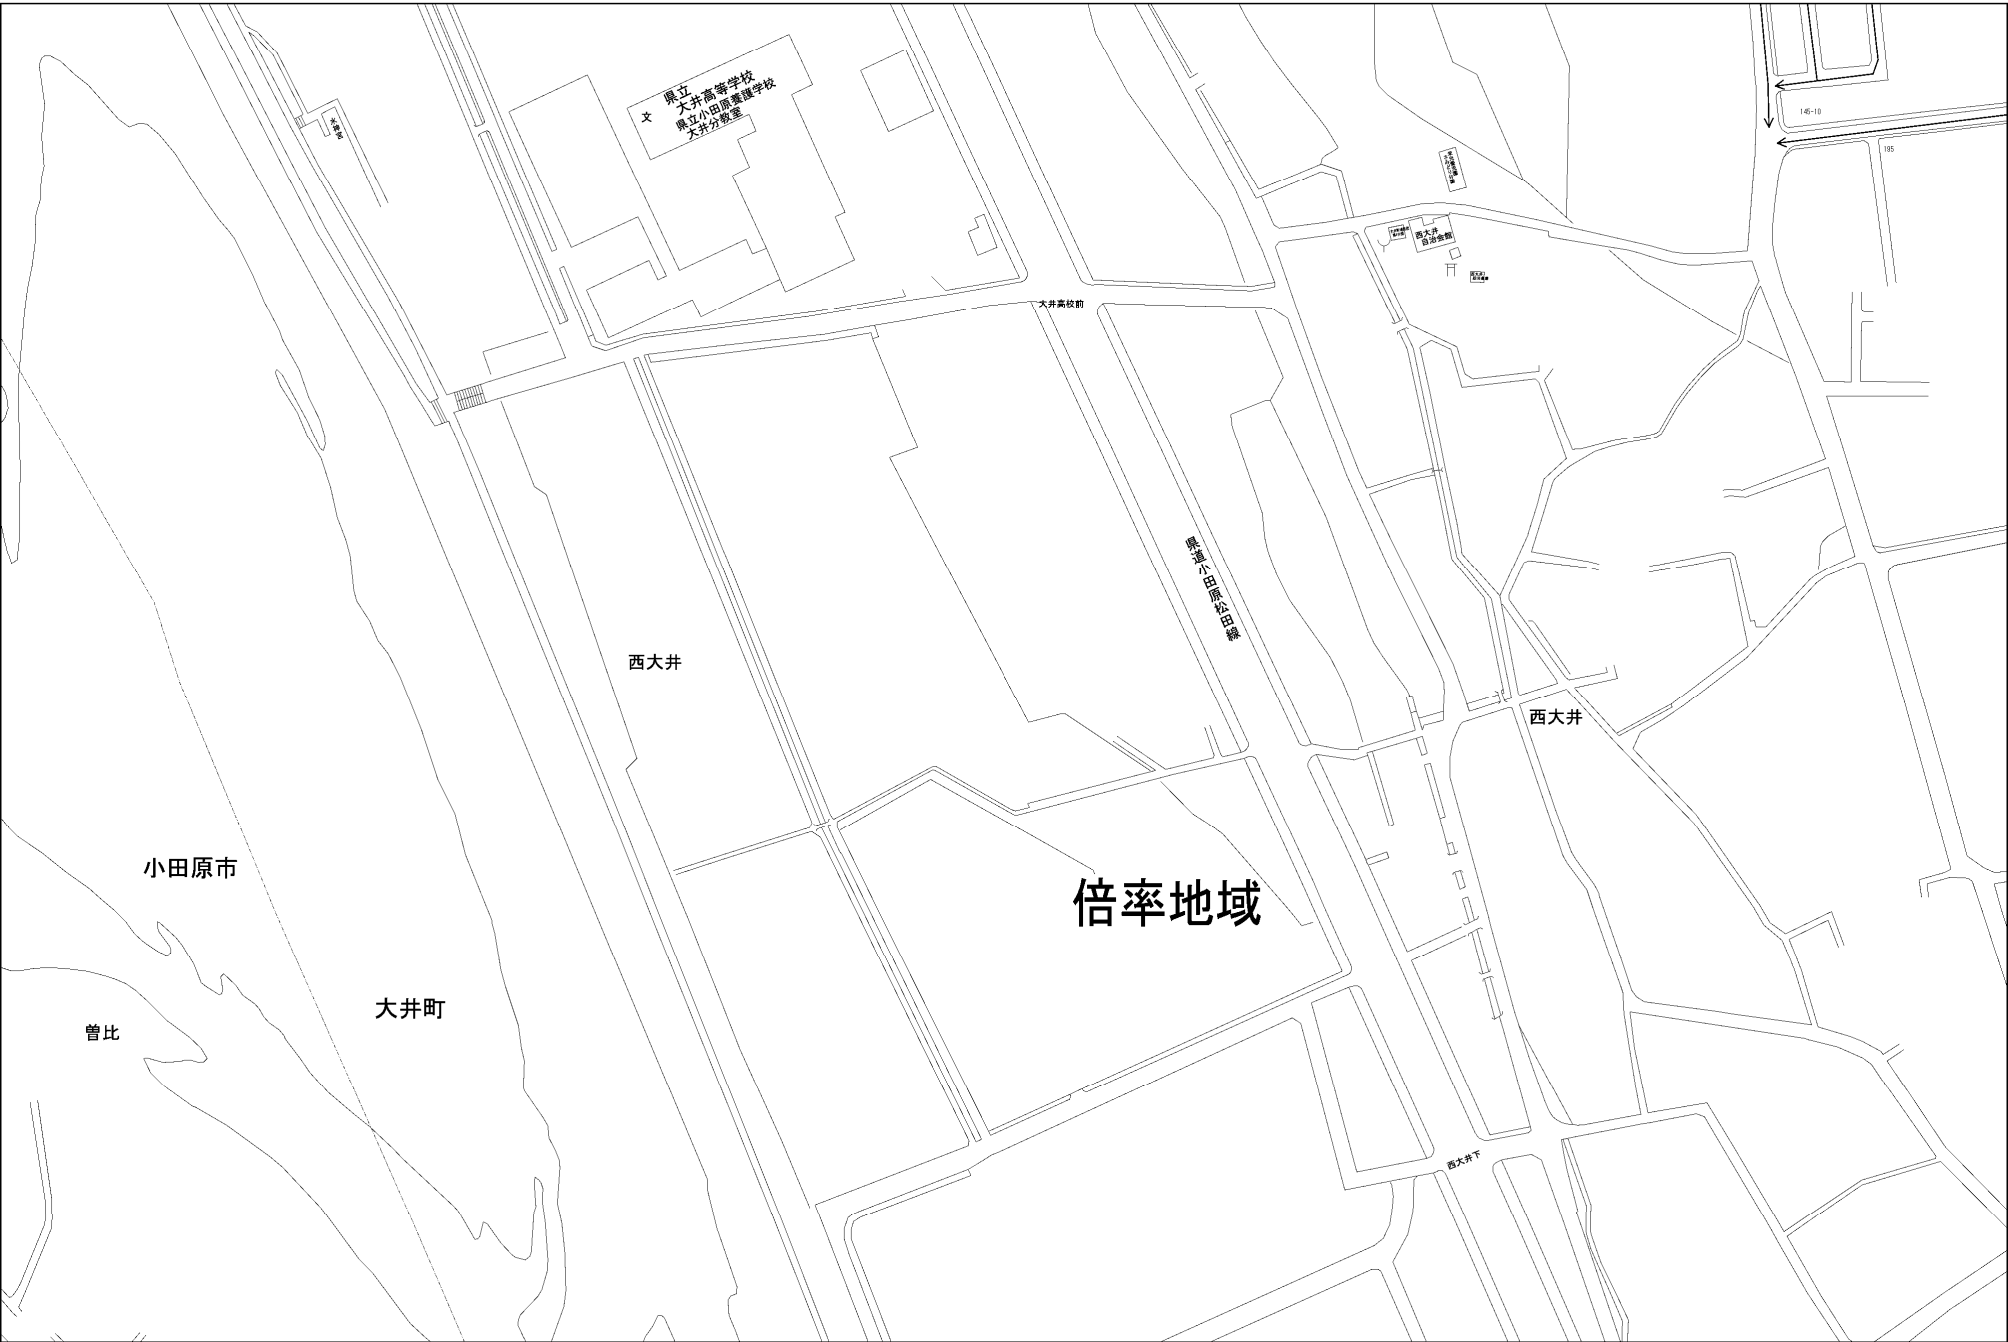 県立
大井高等学校
県立小田原養護学校
大井分教室
文
水神宮
145-10
195
西大井
自治会館
大井高校前
県道小田原松田線
西大井
西大井
小田原市
倍率地域
大井町
曽比
西大井下